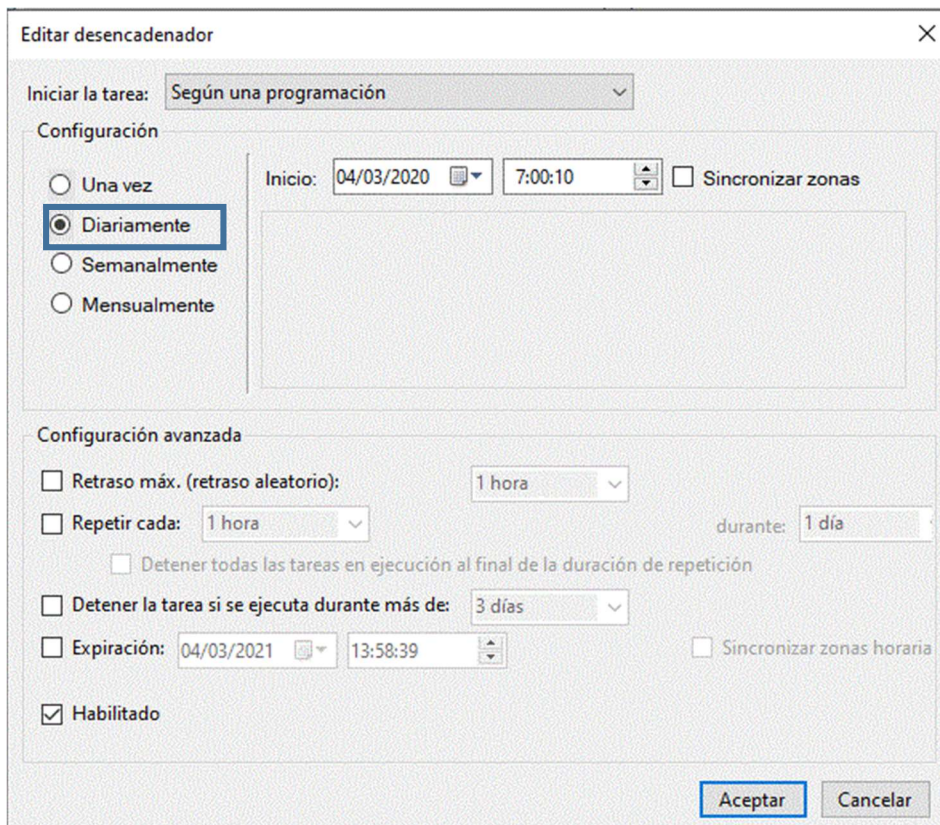 Editar desencadenador
Iniciar la tarea: Según una programación
Configuración
Una vez
Inicio: 04/03/2020 7:00:10 Sincronizar zonas
Diariamente
Semanalmente
Mensualmente
Configuración avanzada
Retraso máx. (retraso aleatorio): 1 hora
Repetir cada: 1 hora durante: 1 día
Detener todas las tareas en ejecución al final de la duración de repetición
Detener la tarea si se ejecuta durante más de: 3 días
Expiración: 04/03/2021 13:58:39 Sincronizar zonas horaria
Habilitado
Aceptar Cancelar